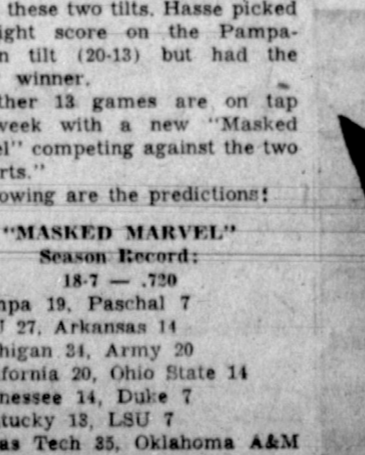 these two tilts. Hasse picked
ight score on the Pampa-
n tilt (20-13) but had the
winner.
ther 13 games are on tap
week with a new "Masked
el" competing against the two
rts."
owing are the predictions:
"MASKED MARVEL"
Season Record:
18-7 — .720
npa 19, Paschal 7
27, Arkansas 14
higan 34, Army 20
ifornia 20, Ohio State 14
nessee 14, Duke 7
tucky 13, LSU 7
as Tech 35, Oklahoma A&M